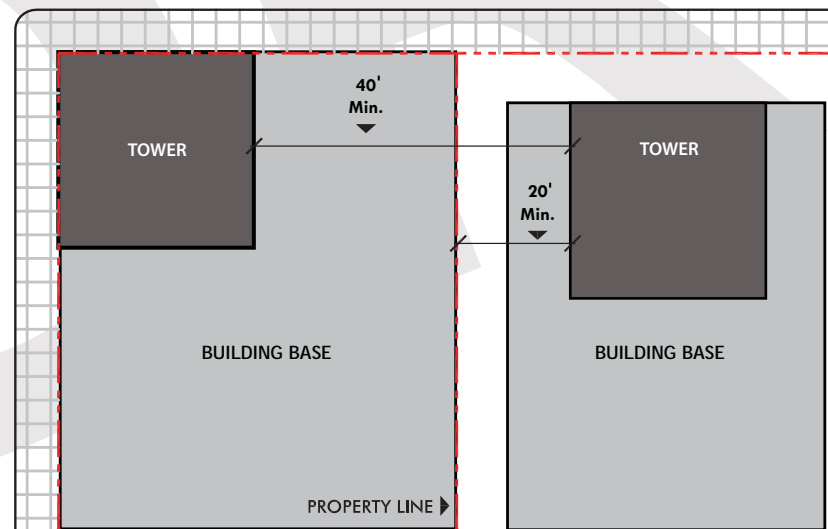 40'
Min.
TOWER
TOWER
20'
Min.
BUILDING BASE
BUILDING BASE
PROPERTY LINE